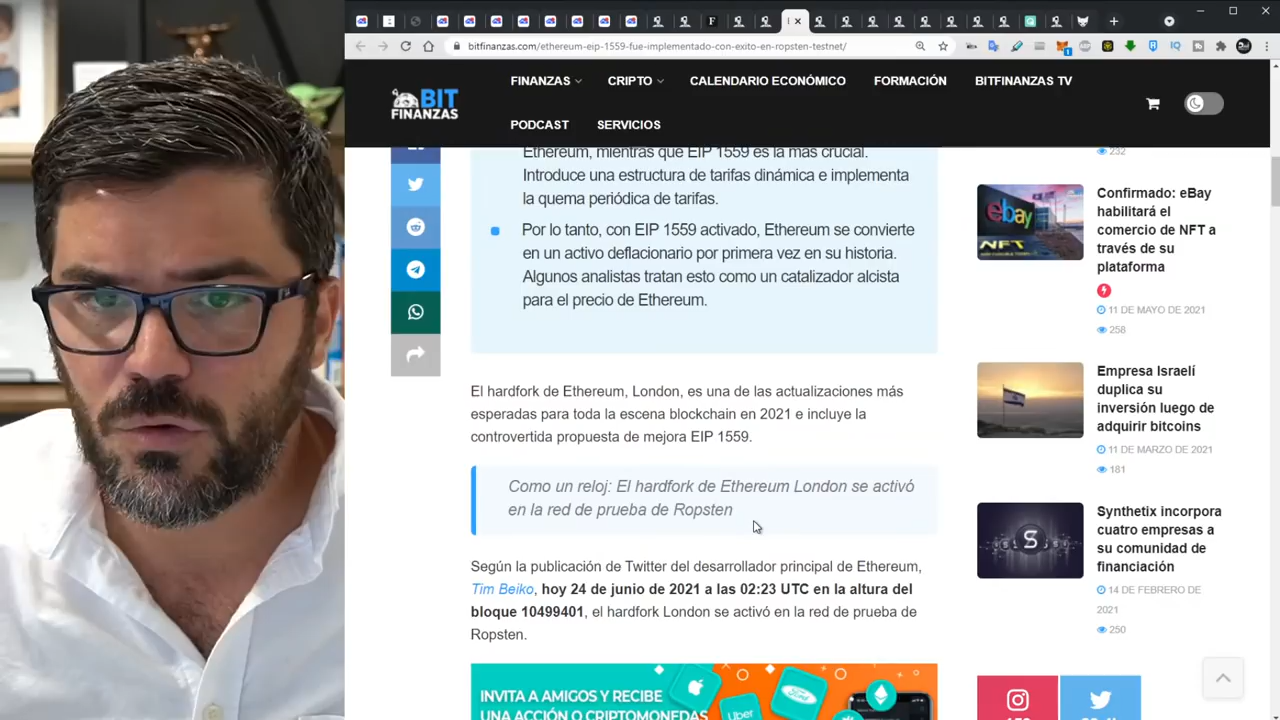 bitfinanzas.com/ethereum-eip-1559-fue-implementado-con-exito-en-ropsten-testnet/
BIT
FINANZAS
FINANZAS
CRIPTO
CALENDARIO ECONÓMICO
FORMACIÓN
BITFINANZAS TV
PODCAST
SERVICIOS
Ethereum, mientras que EIP 1559 es la más crucial.
Introduce una estructura de tarifas dinámica e implementa
la quema periódica de tarifas.
Por lo tanto, con EIP 1559 activado, Ethereum se convierte
en un activo deflacionario por primera vez en su historia.
Algunos analistas tratan esto como un catalizador alcista
para el precio de Ethereum.
El hardfork de Ethereum, London, es una de las actualizaciones más
esperadas para toda la escena blockchain en 2021 e incluye la
controvertida propuesta de mejora EIP 1559.
Como un reloj: El hardfork de Ethereum London se activó
en la red de prueba de Ropsten
Según la publicación de Twitter del desarrollador principal de Ethereum,
Tim Beiko, hoy 24 de junio de 2021 a las 02:23 UTC en la altura del
bloque 10499401, el hardfork London se activó en la red de prueba de
Ropsten.
INVITA A AMIGOS Y RECIBE
UNA ACCIÓN O CRIPTOMONEDAS
Uber
Ford
232
ebay
NFT
Confirmado: eBay
habilitará el
comercio de NFT a
través de su
plataforma
11 DE MAYO DE 2021
258
Empresa Israelí
duplica su
inversión luego de
adquirir bitcoins
11 DE MARZO DE 2021
181
Synthetix incorpora
cuatro empresas a
su comunidad de
financiación
14 DE FEBRERO DE
2021
250